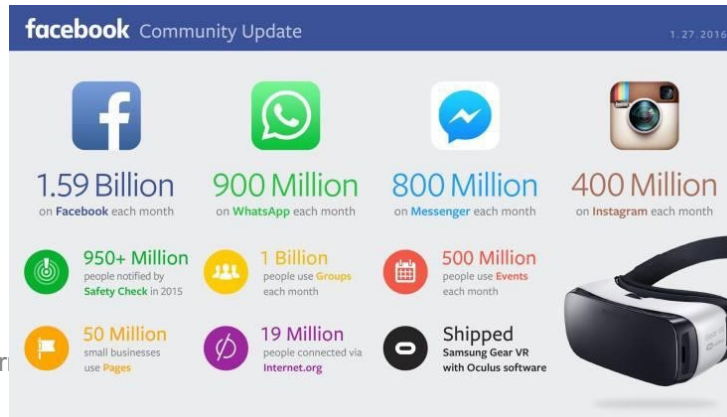 facebook Community Update
1.27.2016
1.59 Billion
on Facebook each month
900 Million
on WhatsApp each month
800 Million
on Messenger each month
400 Million
on Instagram each month
950+ Million
people notified by
Safety Check in 2015
1 Billion
people use Groups
each month
500 Million
people use Events
each month
50 Million
small businesses
use Pages
19 Million
people connected via
Internet.org
Shipped
Samsung Gear VR
with Oculus software